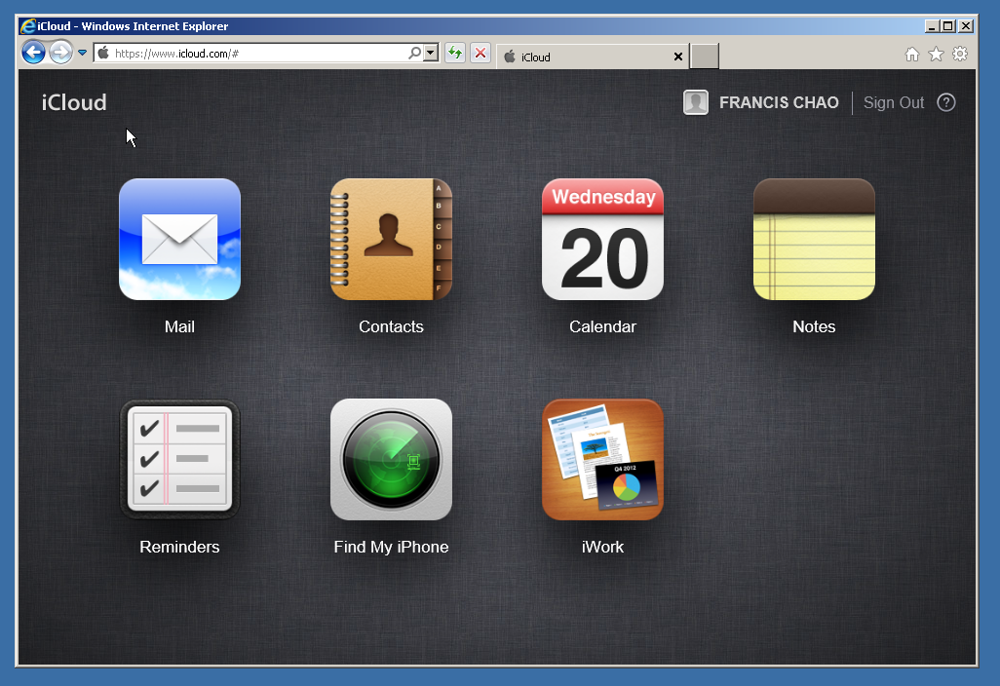 iCloud - Windows Internet Explorer
https://www.icloud.com/#
iCloud
iCloud
FRANCIS CHAO
Sign Out
?
A
B
C
D
E
F
Wednesday
20
Mail
Contacts
Calendar
Notes
Q4 2012
Reminders
Find My iPhone
iWork